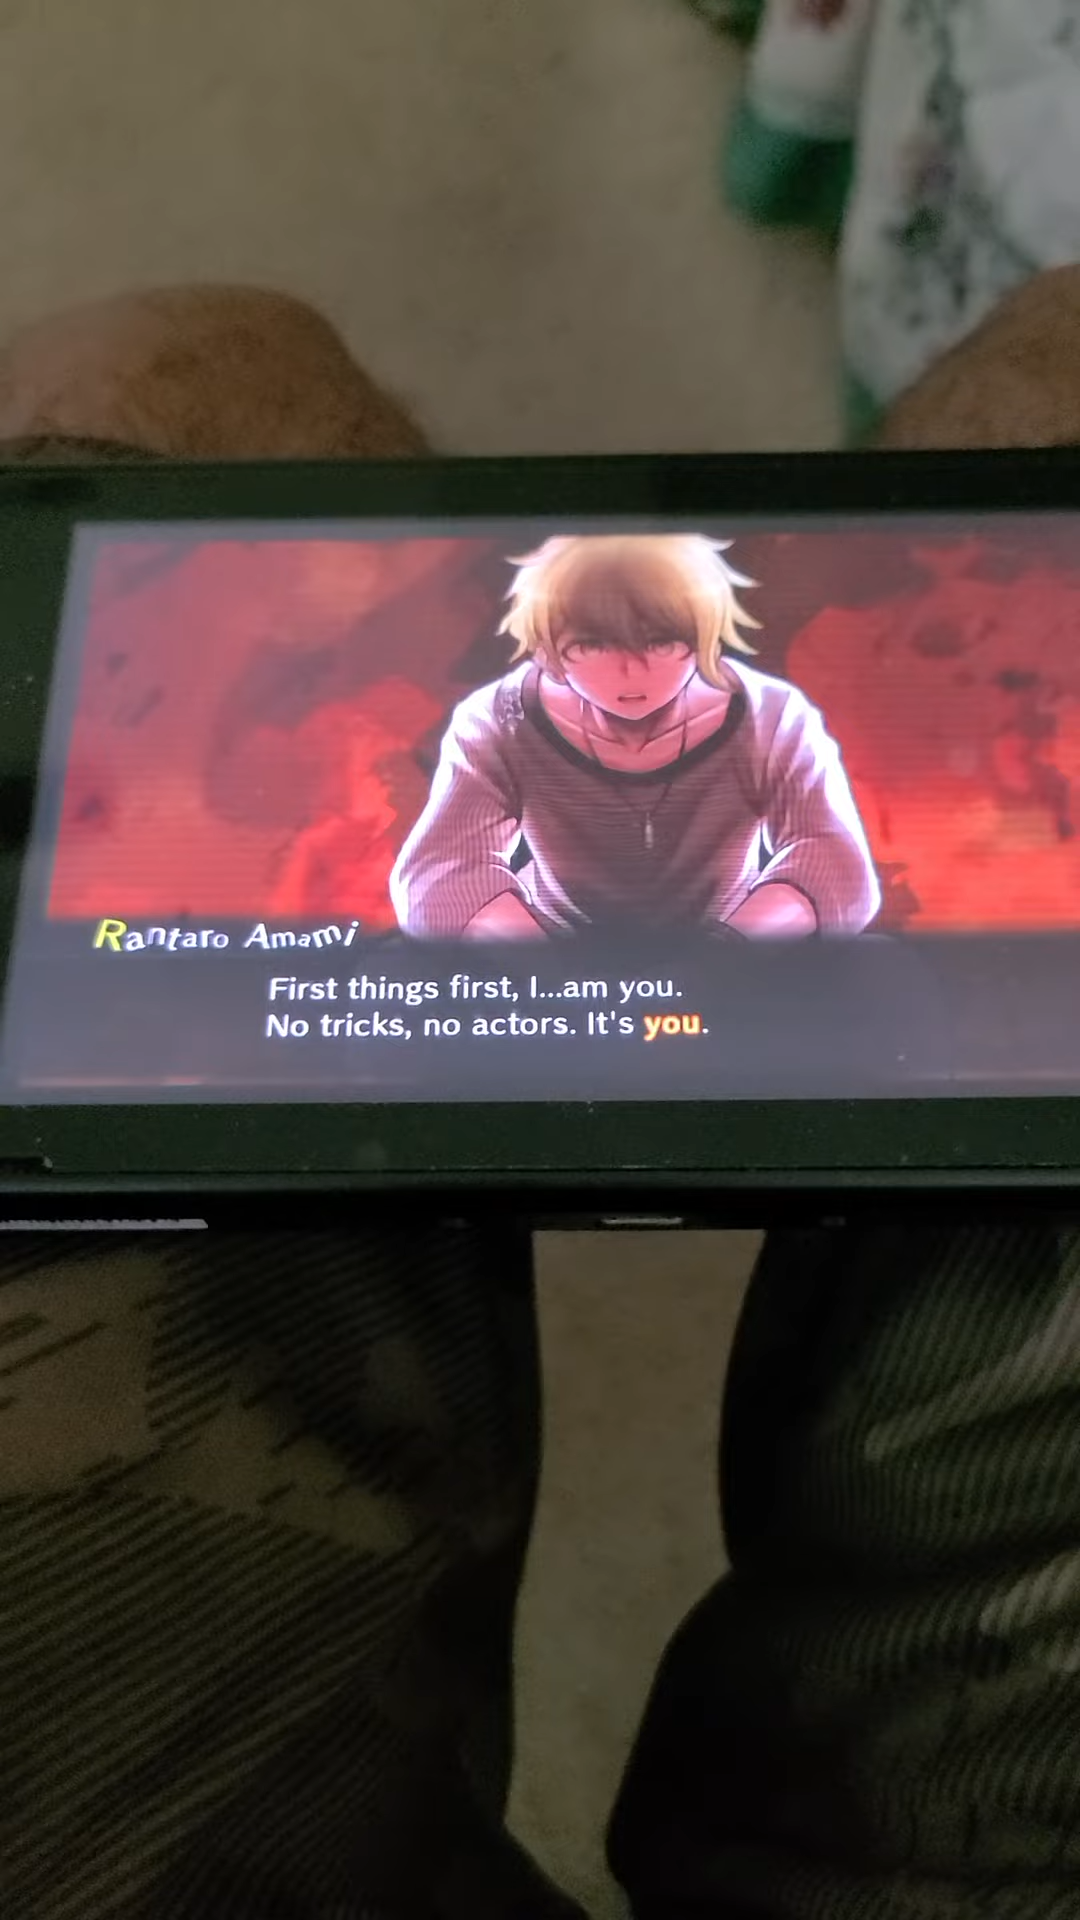 Rantaro Amami
First things first, I...am you.
No tricks, no actors. It's you.